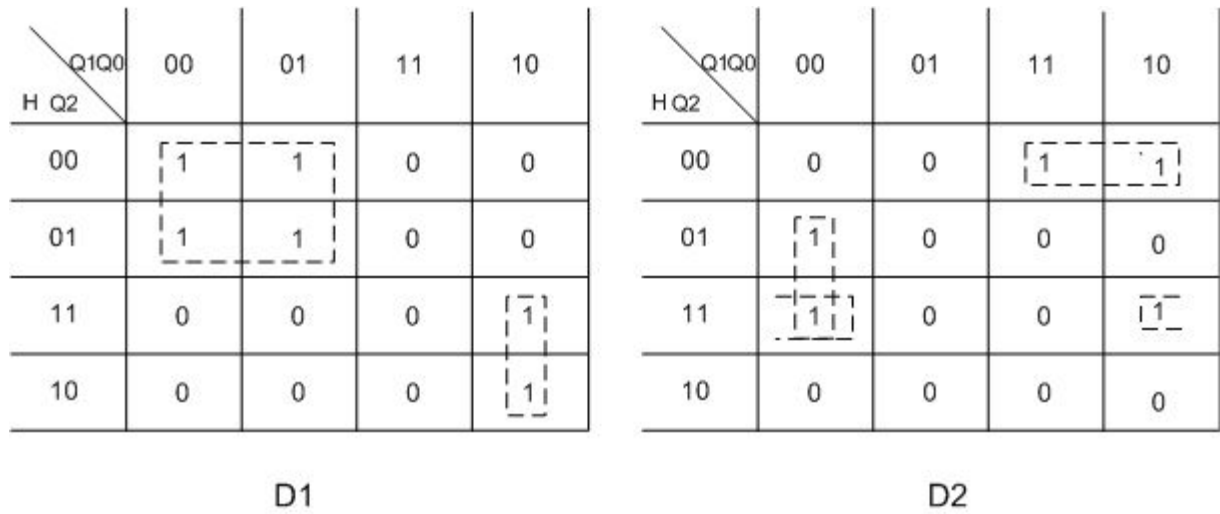 Q1Q0 00 01 11 10
H Q2
00 1 1 0 0
01 1 1 0 0
11 0 0 0 1
10 0 0 0 1
D1
Q1Q0 00 01 11 10
H Q2
00 0 0 1 1
01 1 0 0 0
11 1 0 0 1
10 0 0 0 0
D2